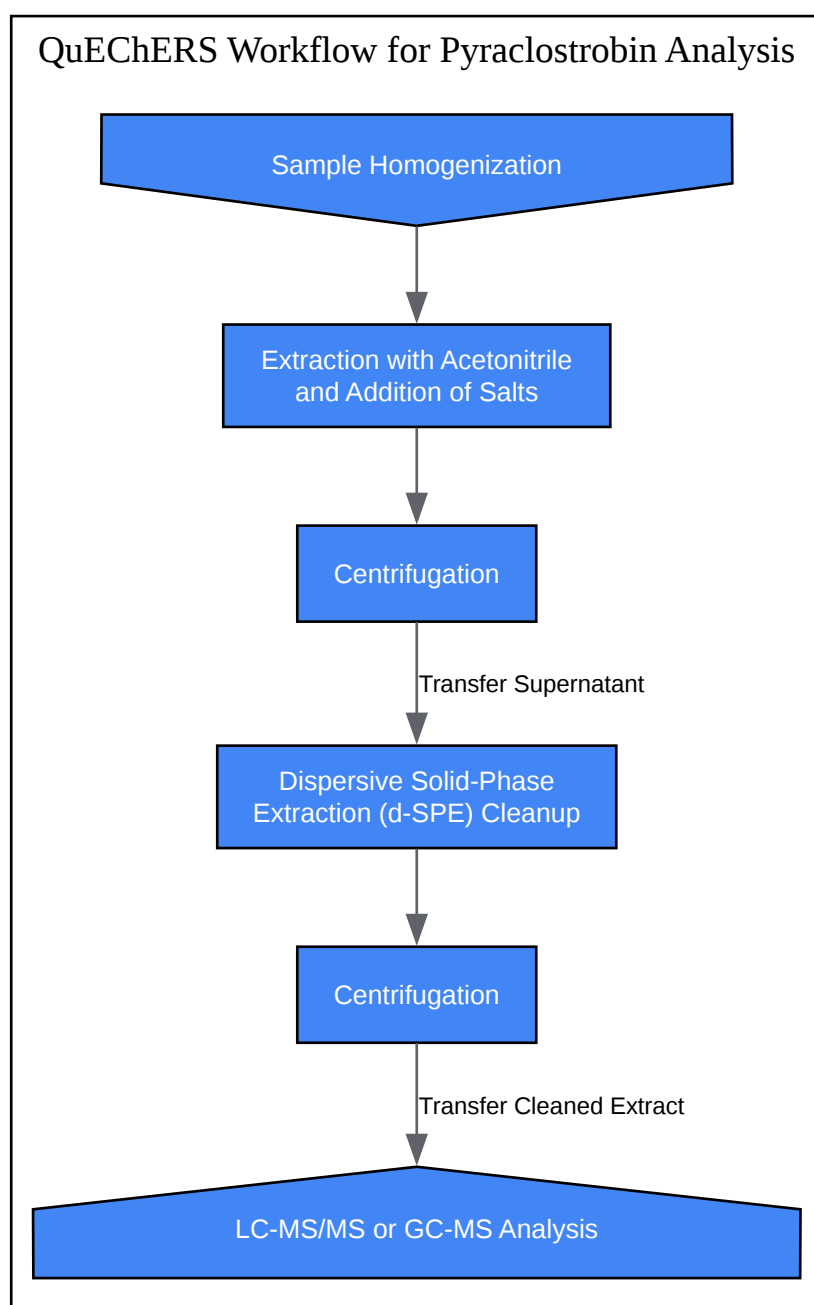 QuEChERS Workflow for Pyraclostrobin Analysis
Sample Homogenization
Extraction with Acetonitrile
and Addition of Salts
Centrifugation
Transfer Supernatant
Dispersive Solid-Phase
Extraction (d-SPE) Cleanup
Centrifugation
Transfer Cleaned Extract
LC-MS/MS or GC-MS Analysis